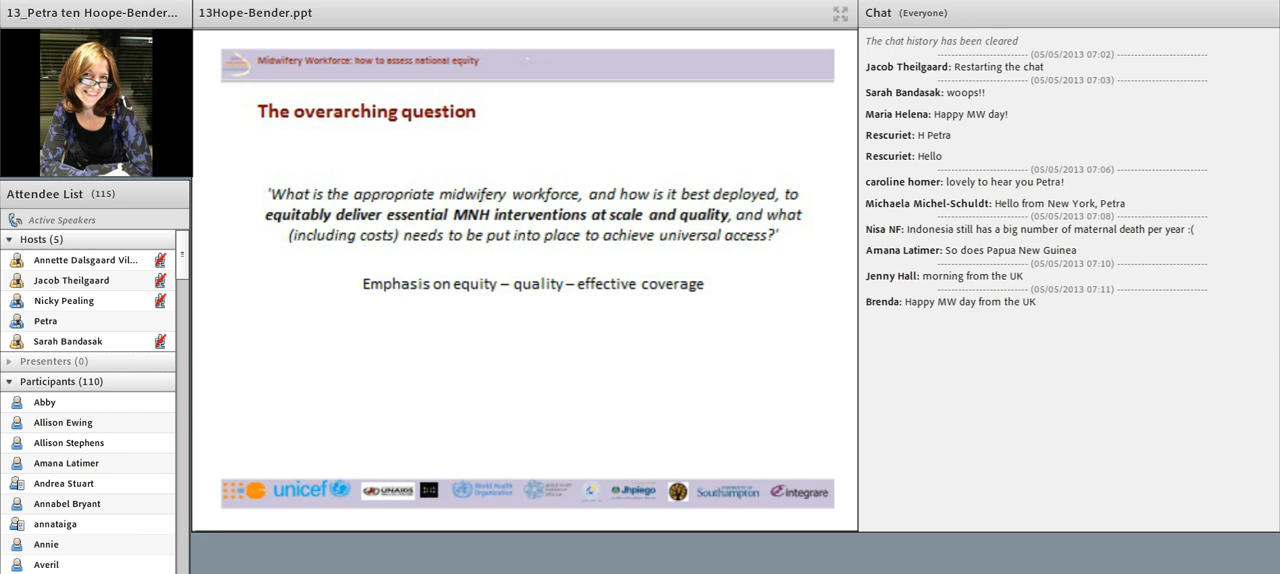 13_Petra ten Hoope-Bender...
13Hope-Bender.ppt
Chat (Everyone)
Midwifery Workforce: how to assess national equity
The overarching question
'What is the appropriate midwifery workforce, and how is it best deployed, to
equitably deliver essential MNH interventions at scale and quality, and what
(including costs) needs to be put into place to achieve universal access?'
Emphasis on equity – quality – effective coverage
unicef
UNAIDS
World Health
Organization
Jhpiego
Southampton
integrare
Attendee List (115)
Active Speakers
Hosts (5)
Annette Dalsgaard Vil...
Jacob Theilgaard
Nicky Pealing
Petra
Sarah Bandasak
Presenters (0)
Participants (110)
Abby
Allison Ewing
Allison Stephens
Amana Latimer
Andrea Stuart
Annabel Bryant
annataiga
Annie
Averil
The chat history has been cleared
(05/05/2013 07:02)
Jacob Theilgaard: Restarting the chat
(05/05/2013 07:03)
Sarah Bandasak: woops!!
Maria Helena: Happy MW day!
Rescuriet: H Petra
Rescuriet: Hello
(05/05/2013 07:06)
caroline homer: lovely to hear you Petra!
Michaela Michel-Schuldt: Hello from New York, Petra
(05/05/2013 07:08)
Nisa NF: Indonesia still has a big number of maternal death per year :(
Amana Latimer: So does Papua New Guinea
(05/05/2013 07:10)
Jenny Hall: morning from the UK
(05/05/2013 07:11)
Brenda: Happy MW day from the UK